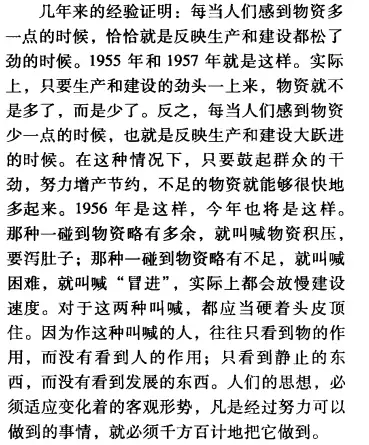 几年来的经验证明：每当人们感到物资多
一点的时候，恰恰就是反映生产和建设都松了
劲的时候。1955 年和 1957 年就是这样。实际
上，只要生产和建设的劲头一上来，物资就不
是多了，而是少了。反之，每当人们感到物资
少一点的时候，也就是反映生产和建设大跃进
的时候。在这种情况下，只要鼓起群众的干
劲，努力增产节约，不足的物资就能够很快地
多起来。1956 年是这样，今年也将是这样。
那种一碰到物资略有多余，就叫喊物资积压，
要泻肚子；那种一碰到物资略有不足，就叫喊
困难，就叫喊“冒进”，实际上都会放慢建设
速度。对于这两种叫喊，都应当硬着头皮顶
住。因为作这种叫喊的人，往往只看到物的作
用，而没有看到人的作用；只看到静止的东
西，而没有看到发展的东西。人们的思想，必
须适应变化着的客观形势，凡是经过努力可以
做到的事情，就必须千方百计地把它做到。